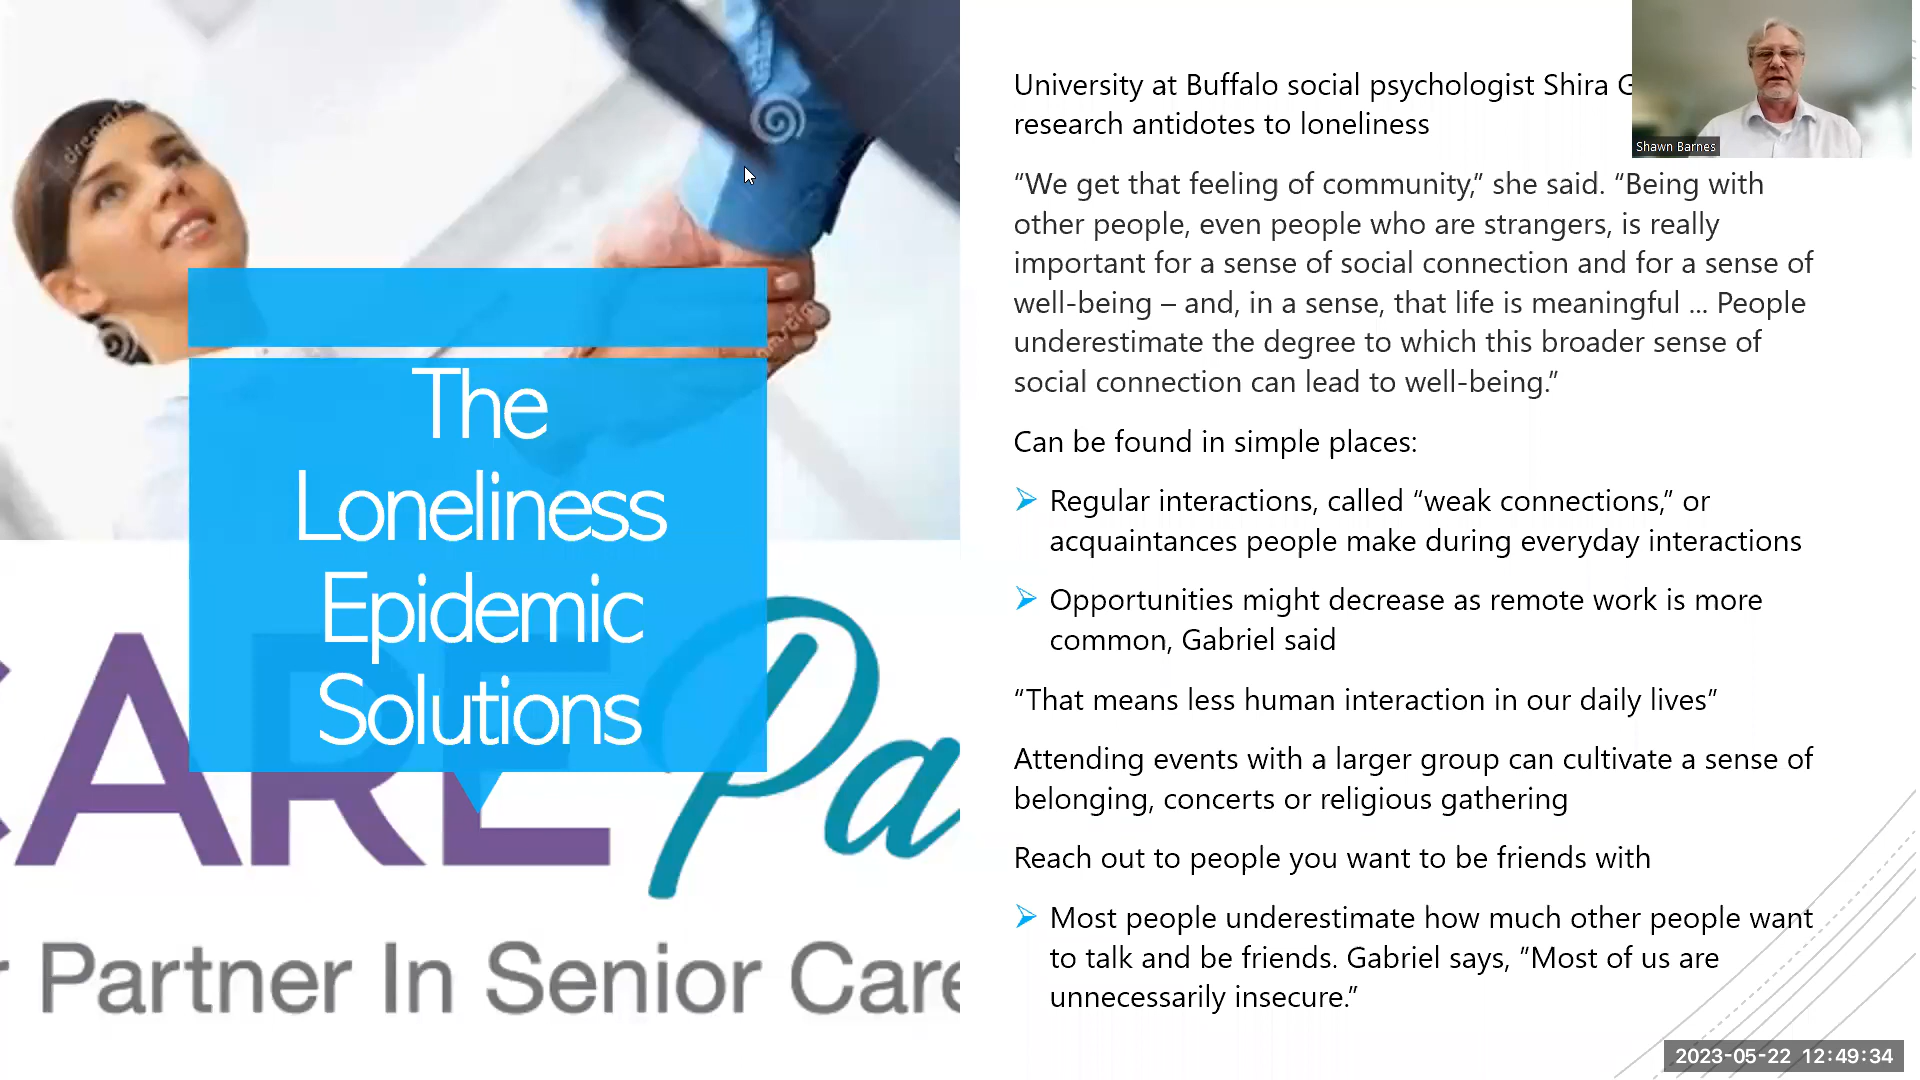 The
Loneliness
Epidemic
Solutions
CARE Pa
r Partner In Senior Care
University at Buffalo social psychologist Shira G
research antidotes to loneliness
“We get that feeling of community,” she said. “Being with
other people, even people who are strangers, is really
important for a sense of social connection and for a sense of
well-being – and, in a sense, that life is meaningful ... People
underestimate the degree to which this broader sense of
social connection can lead to well-being.”
Can be found in simple places:
Regular interactions, called “weak connections,” or
acquaintances people make during everyday interactions
Opportunities might decrease as remote work is more
common, Gabriel said
“That means less human interaction in our daily lives”
Attending events with a larger group can cultivate a sense of
belonging, concerts or religious gathering
Reach out to people you want to be friends with
Most people underestimate how much other people want
to talk and be friends. Gabriel says, ”Most of us are
unnecessarily insecure.”
Shawn Barnes
2023-05-22 12:49:34